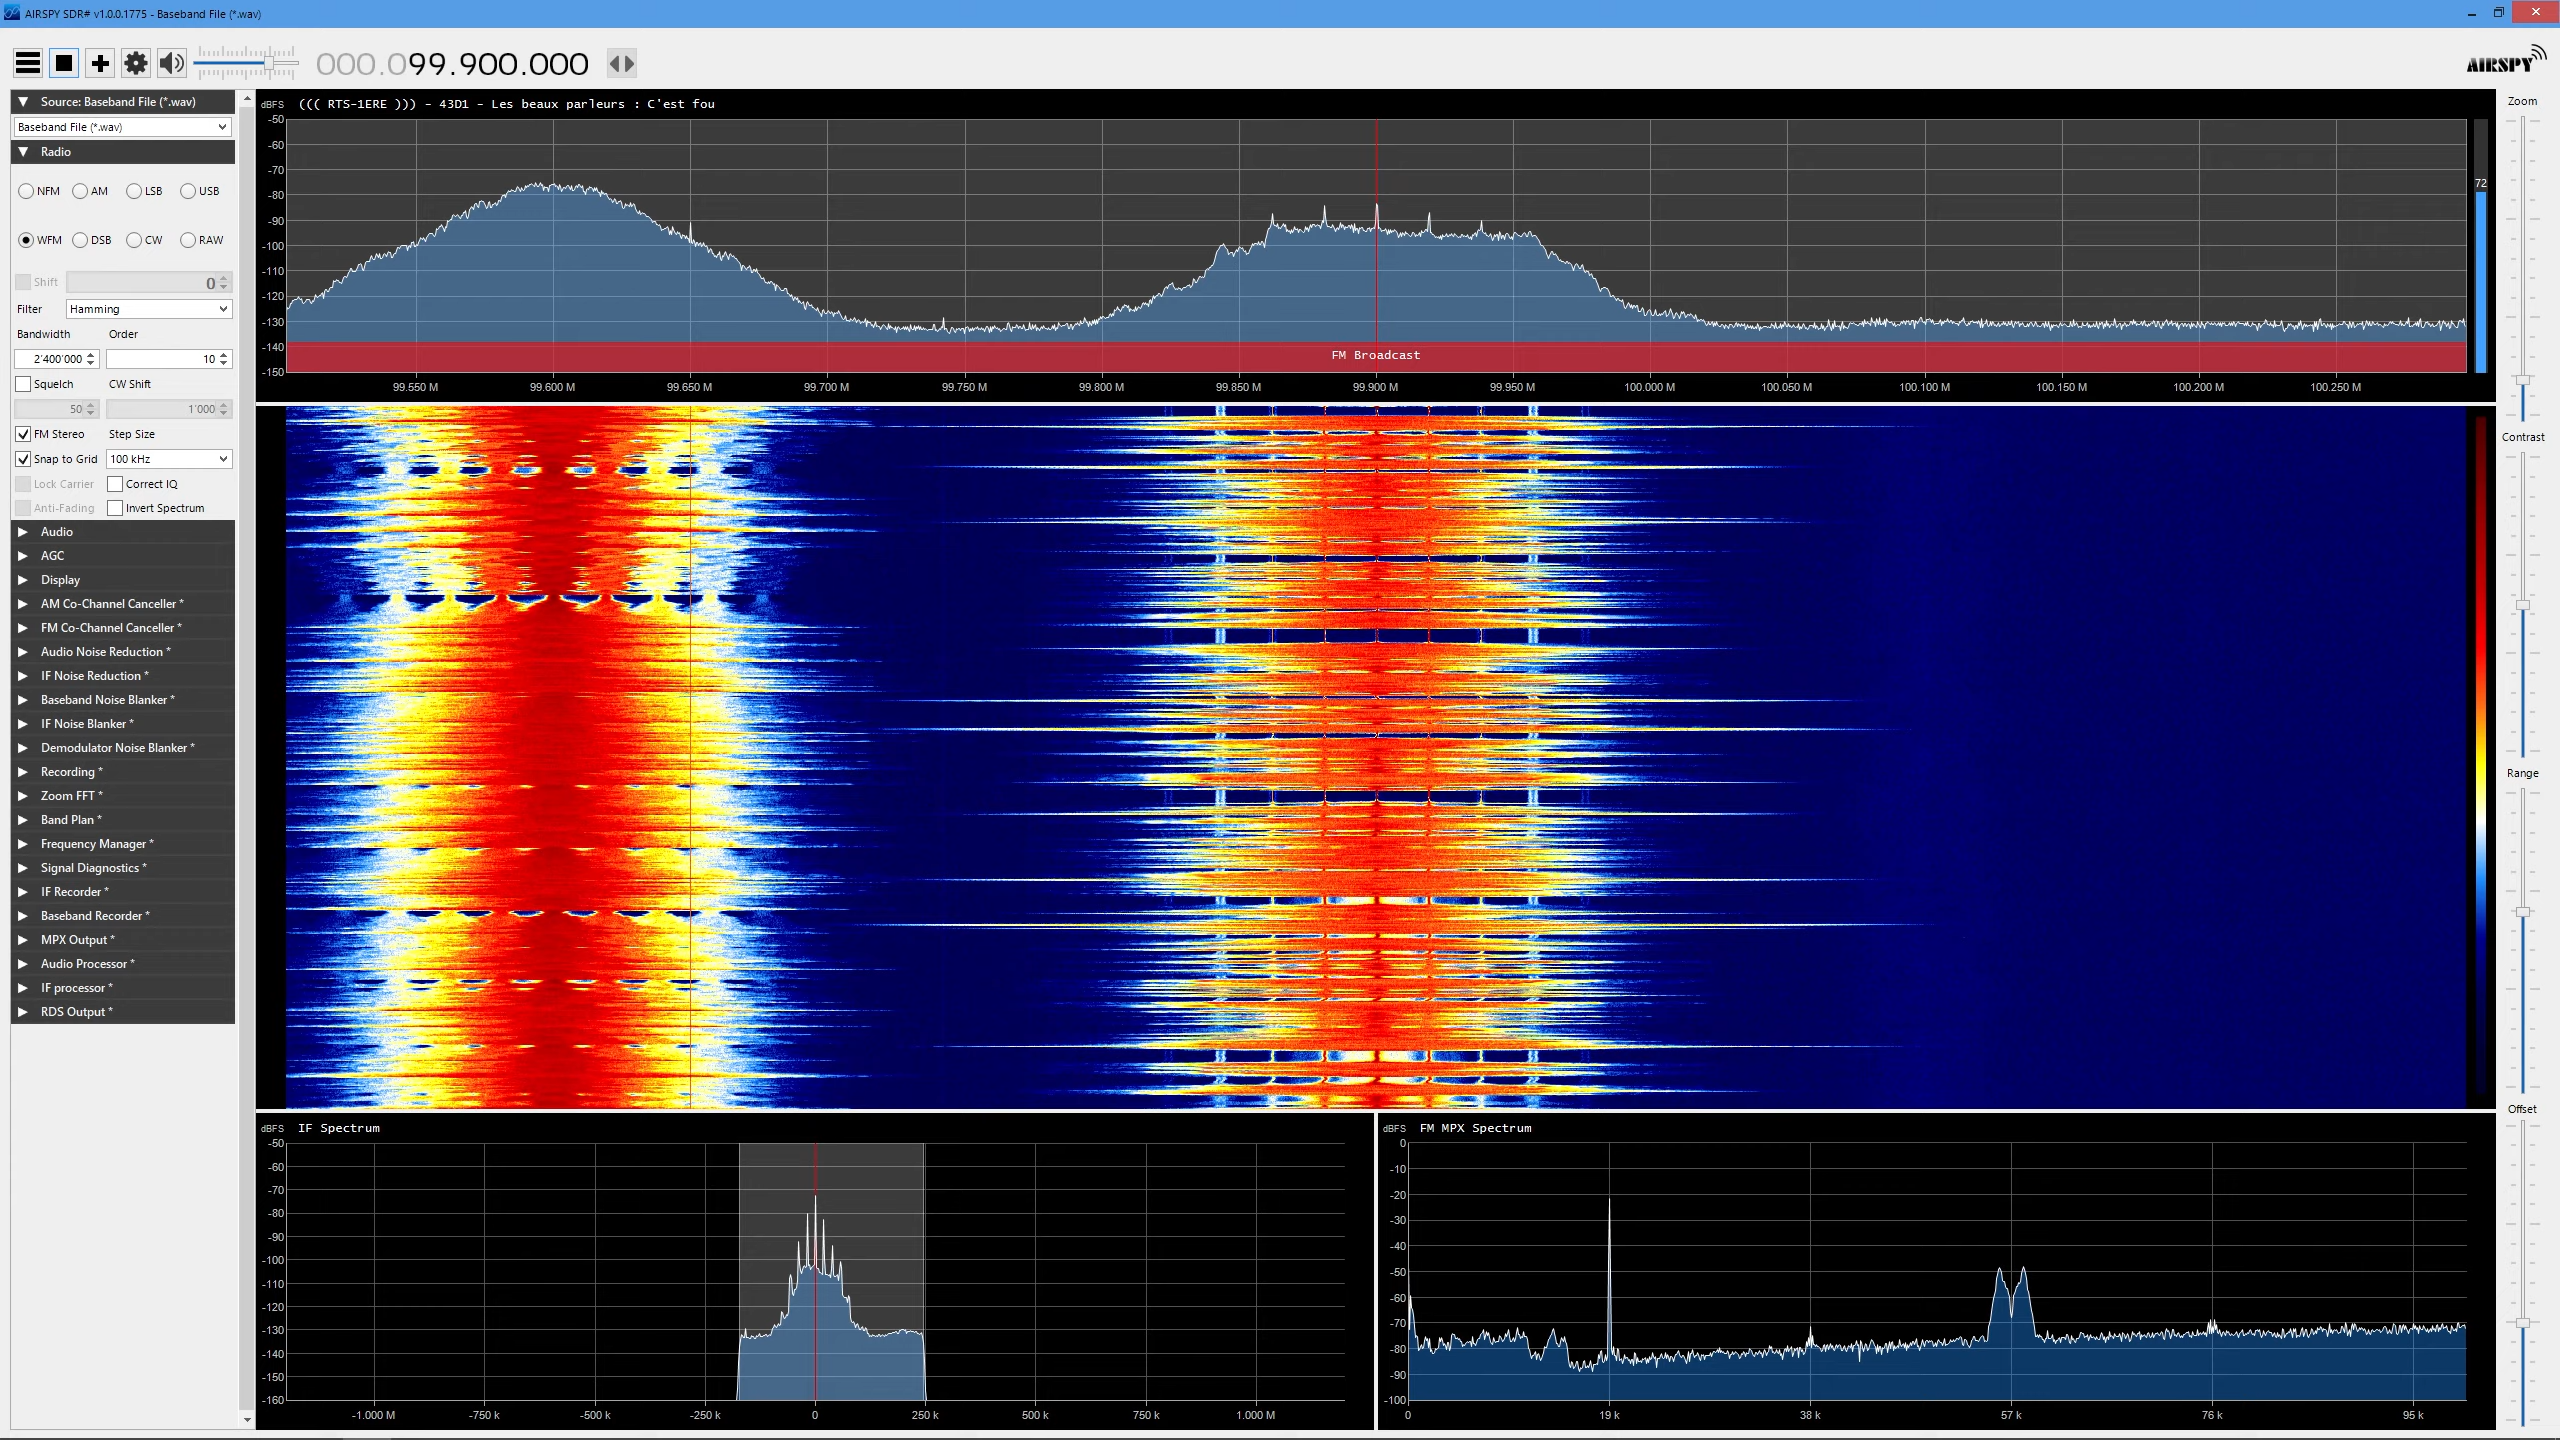 AIRSPY SDR# v1.0.0.1775 - Baseband File (*.wav)
000.099.900.000
AIRSPY
Source: Baseband File (*.wav)
Baseband File (*.wav)
Radio
NFM AM LSB USB
WFM DSB CW RAW
Shift 0
Filter Hamming
Bandwidth Order
2'400'000 10
Squelch CW Shift
50 1'000
FM Stereo Step Size
Snap to Grid 100 kHz
Lock Carrier Correct IQ
Anti-Fading Invert Spectrum
Audio
AGC
Display
AM Co-Channel Canceller *
FM Co-Channel Canceller *
Audio Noise Reduction *
IF Noise Reduction *
Baseband Noise Blanker *
IF Noise Blanker *
Demodulator Noise Blanker *
Recording *
Zoom FFT *
Band Plan *
Frequency Manager *
Signal Diagnostics *
IF Recorder *
Baseband Recorder *
MPX Output *
Audio Processor *
IF processor *
RDS Output *
dBFS ((( RTS-1ERE ))) - 43D1 - Les beaux parleurs : C'est fou
-50
-60
-70
-80
-90
-100
-110
-120
-130
-140
-150
72
FM Broadcast
99.550 M 99.600 M 99.650 M 99.700 M 99.750 M 99.800 M 99.850 M 99.900 M 99.950 M 100.000 M 100.050 M 100.100 M 100.150 M 100.200 M 100.250 M
Zoom
Contrast
Range
Offset
dBFS IF Spectrum
-50
-60
-70
-80
-90
-100
-110
-120
-130
-140
-150
-160
-1.000 M -750 k -500 k -250 k 0 250 k 500 k 750 k 1.000 M
dBFS FM MPX Spectrum
0
-10
-20
-30
-40
-50
-60
-70
-80
-90
-100
0 19 k 38 k 57 k 76 k 95 k